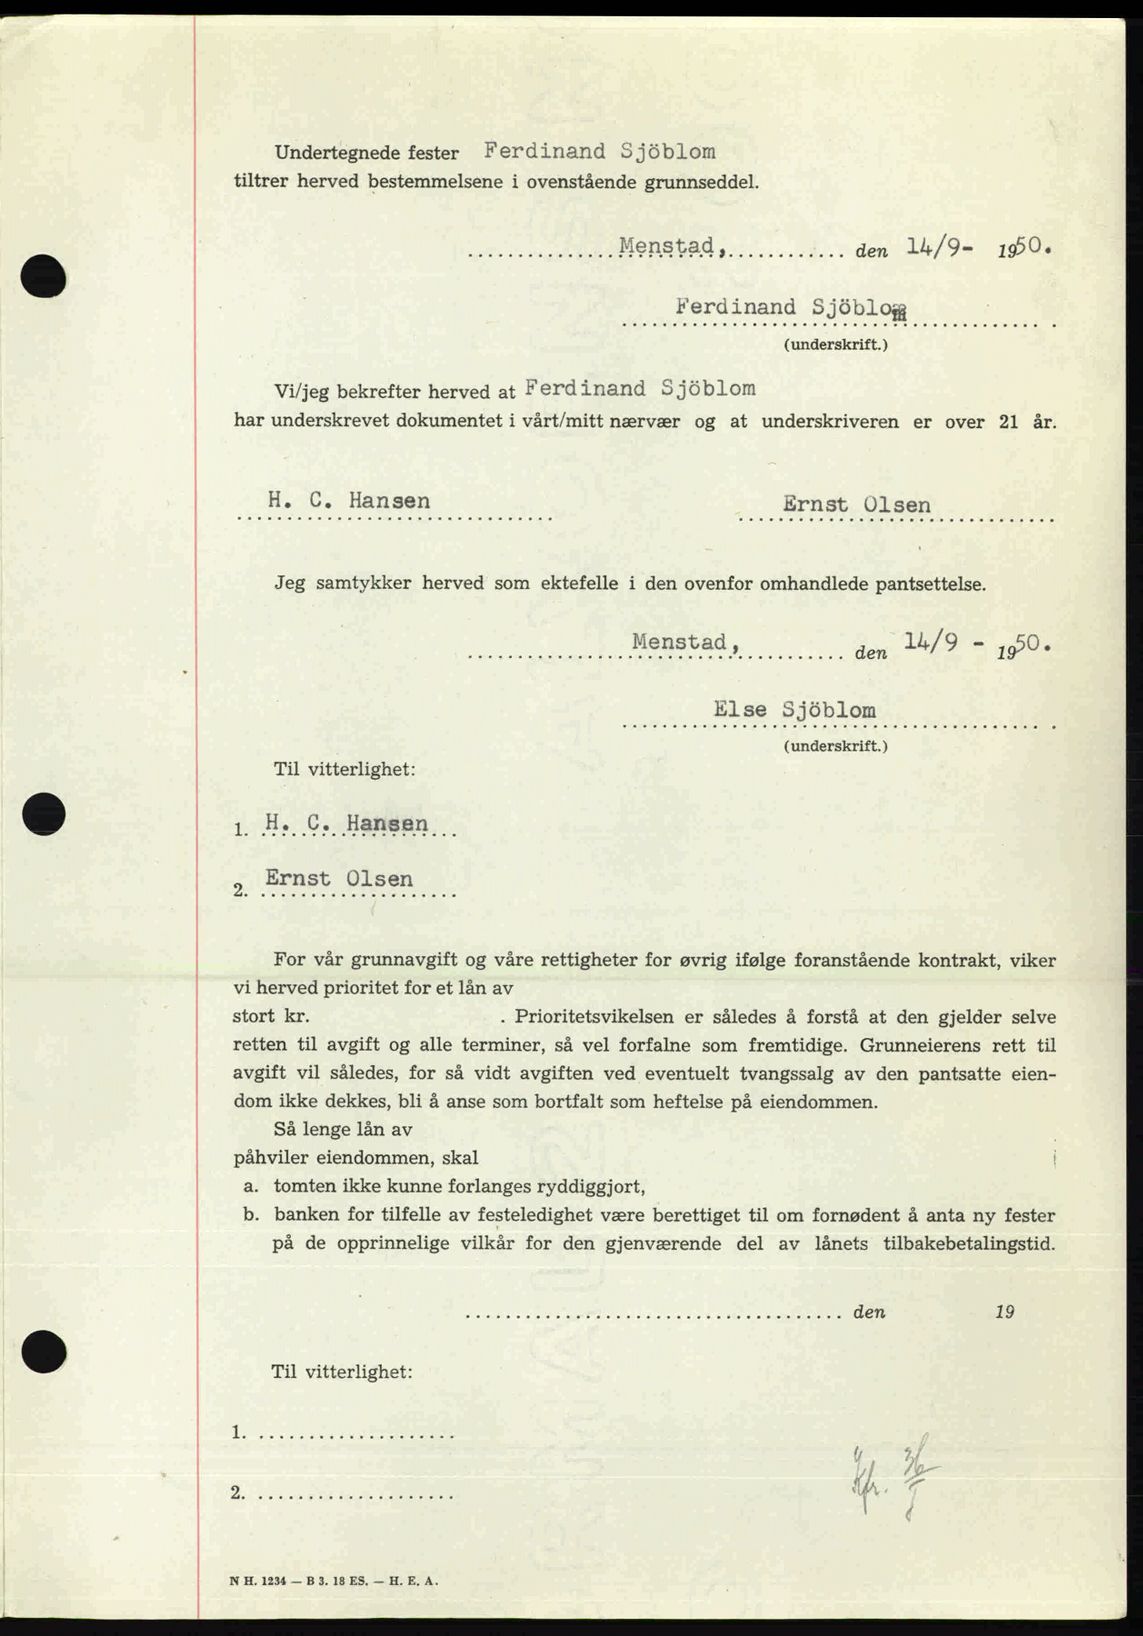 Undertegnede fester Ferdinand Sjöblom
tiltrer herved bestemmelsene i ovenstående grunnseddel.
Menstad, den 14/9- 1950.
Ferdinand Sjöblom
(underskrift.)
Vi/jeg bekrefter herved at Ferdinand Sjöblom
har underskrevet dokumentet i vårt/mitt nærvær og at underskriveren er over 21 år.
H. C. Hansen Ernst Olsen
Jeg samtykker herved som ektefelle i den ovenfor omhandlede pantsettelse.
Menstad, den 14/9 - 1950.
Else Sjöblom
(underskrift.)
Til vitterlighet:
1. H. C. Hansen
2. Ernst Olsen
For vår grunnavgift og våre rettigheter for øvrig ifølge foranstående kontrakt, viker
vi herved prioritet for et lån av
stort kr. . Prioritetsvikelsen er således å forstå at den gjelder selve
retten til avgift og alle terminer, så vel forfalne som fremtidige. Grunneierens rett til
avgift vil således, for så vidt avgiften ved eventuelt tvangssalg av den pantsatte eien-
dom ikke dekkes, bli å anse som bortfalt som heftelse på eiendommen.
Så lenge lån av
påhviler eiendommen, skal
a. tomten ikke kunne forlanges ryddiggjort,
b. banken for tilfelle av festeledighet være berettiget til om fornødent å anta ny fester
på de opprinnelige vilkår for den gjenværende del av lånets tilbakebetalingstid.
den 19
Til vitterlighet:
1.
2.
N H. 1234 — B 3. 18 ES. — H. E. A.